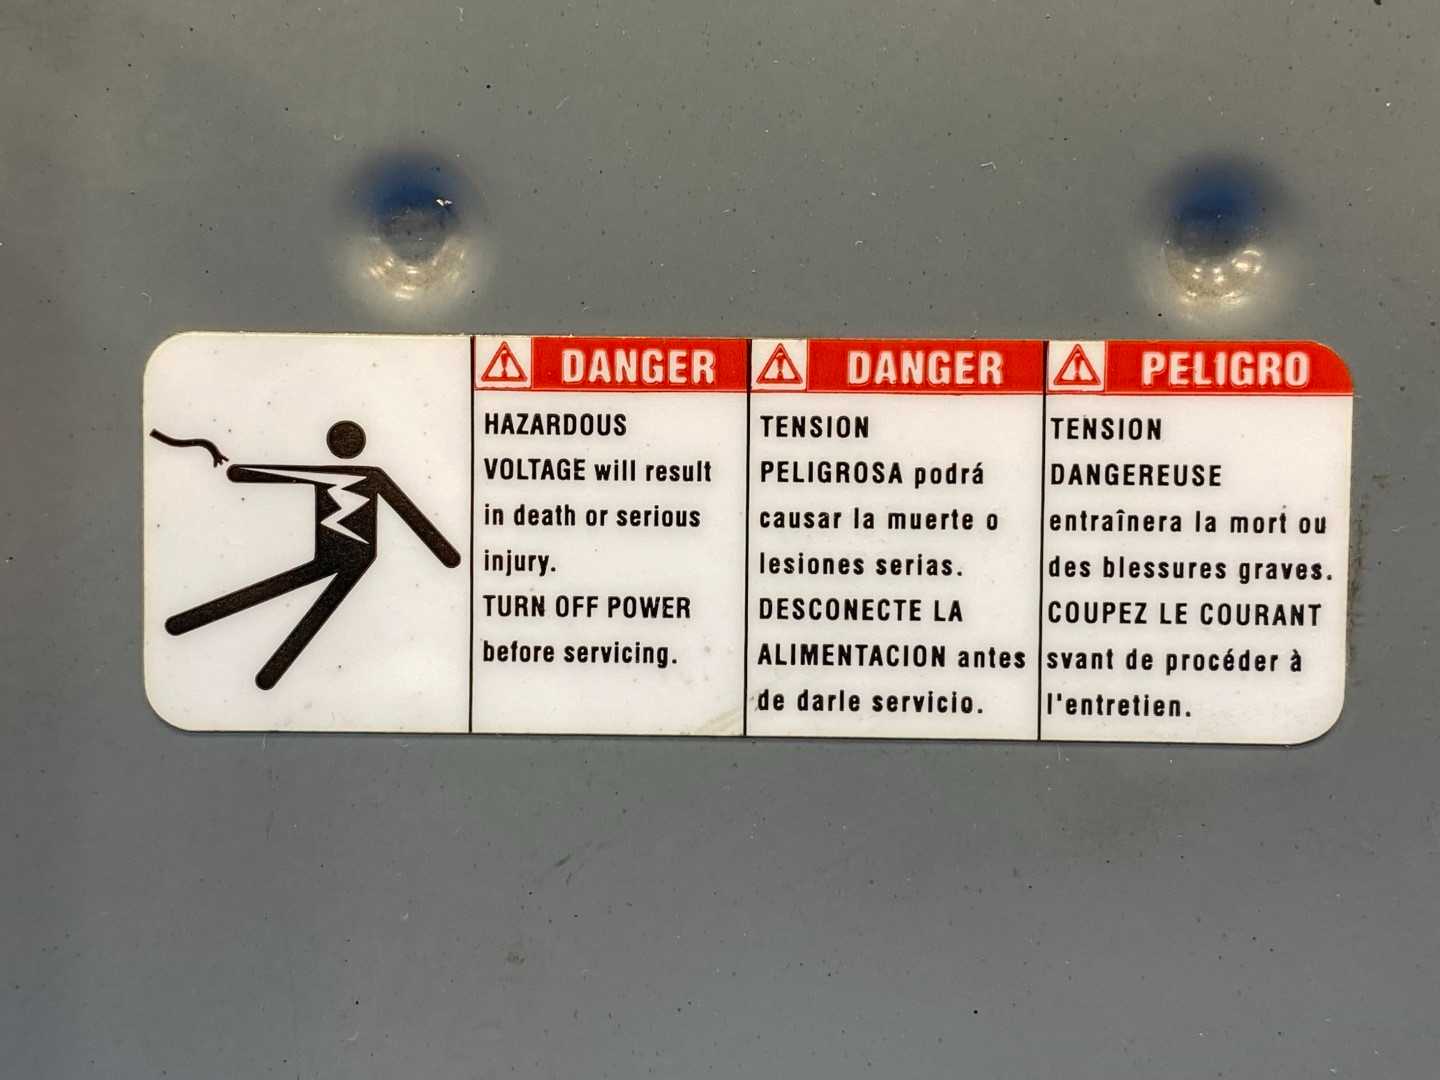 DANGER
HAZARDOUS
VOLTAGE will result
in death or serious
injury.
TURN OFF POWER
before servicing.
DANGER
TENSION
PELIGROSA podrá
causar la muerte o
lesiones serias.
DESCONECTE LA
ALIMENTACION antes
de darle servicio.
PELIGRO
TENSION
DANGEREUSE
entraînera la mort ou
des blessures graves.
COUPEZ LE COURANT
svant de procéder à
l'entretien.